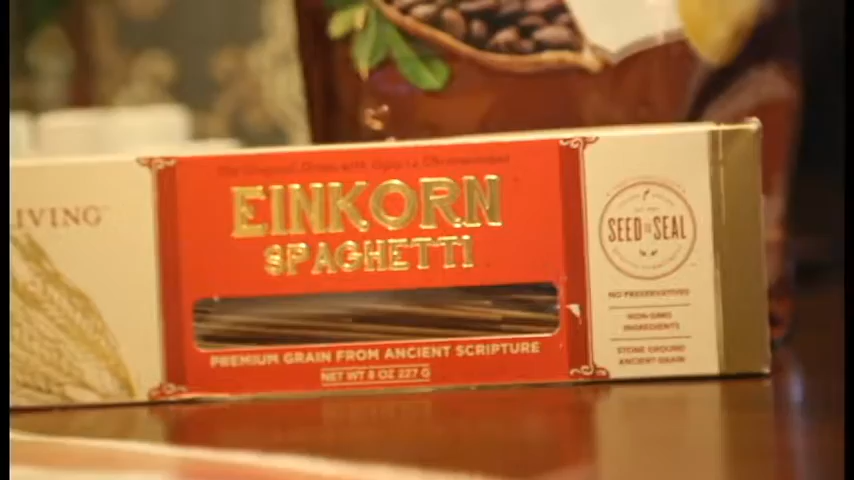 IVING™
EINKORN
SPAGHETTI
PREMIUM GRAIN FROM ANCIENT SCRIPTURE
NET WT 8 OZ 227 G
SEED TO SEAL
NO PRESERVATIVES
NON-GMO
INGREDIENTS
STONE GROUND
ANCIENT GRAIN